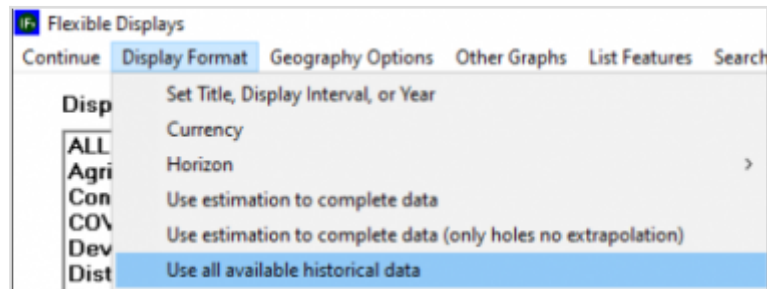 IFs Flexible Displays
Continue Display Format Geography Options Other Graphs List Features Search
Set Title, Display Interval, or Year
Disp
Currency
ALL
Horizon >
Agri
Con
Use estimation to complete data
COV
Use estimation to complete data (only holes no extrapolation)
Dev
Use all available historical data
Dist